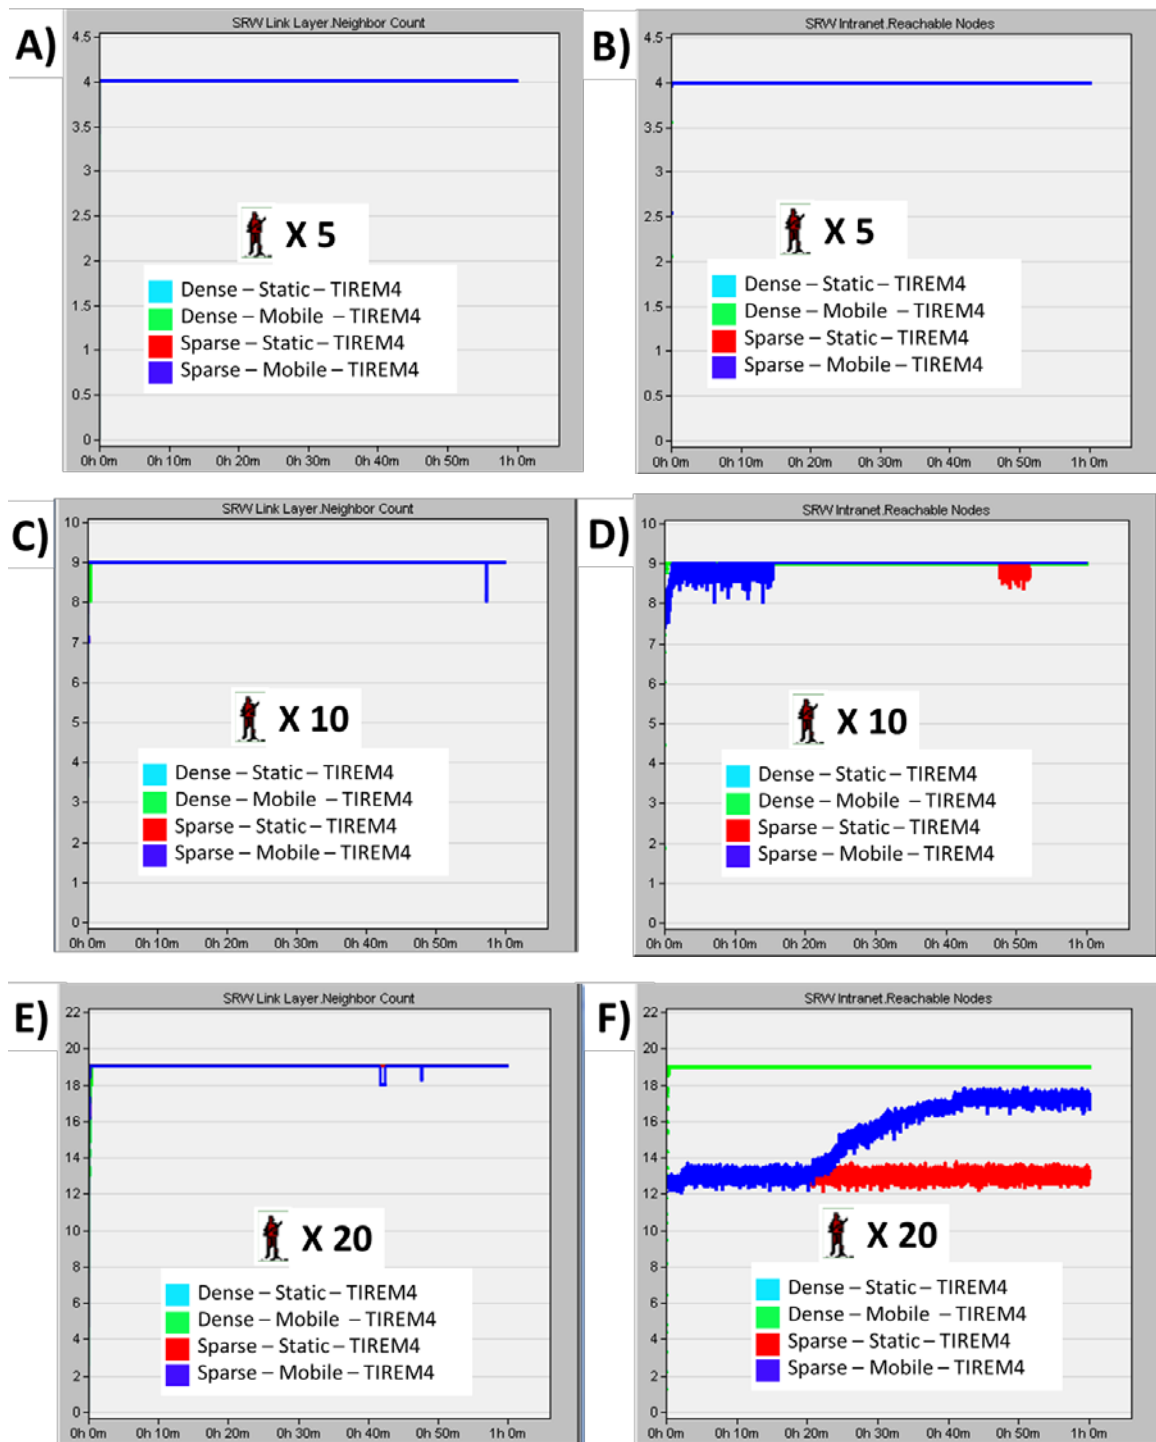 A)
SRW Link Layer.Neighbor Count
4.5
4
3.5
3
2.5
2
1.5
1
0.5
0
X 5
Dense – Static – TIREM4
Dense – Mobile – TIREM4
Sparse – Static – TIREM4
Sparse – Mobile – TIREM4
0h 0m 0h 10m 0h 20m 0h 30m 0h 40m 0h 50m 1h 0m
B)
SRW Intranet.Reachable Nodes
4.5
4
3.5
3
2.5
2
1.5
1
0.5
0
X 5
Dense – Static – TIREM4
Dense – Mobile – TIREM4
Sparse – Static – TIREM4
Sparse – Mobile – TIREM4
0h 0m 0h 10m 0h 20m 0h 30m 0h 40m 0h 50m 1h 0m
C)
SRW Link Layer.Neighbor Count
10
9
8
7
6
5
4
3
2
1
0
X 10
Dense – Static – TIREM4
Dense – Mobile – TIREM4
Sparse – Static – TIREM4
Sparse – Mobile – TIREM4
0h 0m 0h 10m 0h 20m 0h 30m 0h 40m 0h 50m 1h 0m
D)
SRW Intranet.Reachable Nodes
10
9
8
7
6
5
4
3
2
1
0
X 10
Dense – Static – TIREM4
Dense – Mobile – TIREM4
Sparse – Static – TIREM4
Sparse – Mobile – TIREM4
0h 0m 0h 10m 0h 20m 0h 30m 0h 40m 0h 50m 1h 0m
E)
SRW Link Layer.Neighbor Count
22
20
18
16
14
12
10
8
6
4
2
0
X 20
Dense – Static – TIREM4
Dense – Mobile – TIREM4
Sparse – Static – TIREM4
Sparse – Mobile – TIREM4
0h 0m 0h 10m 0h 20m 0h 30m 0h 40m 0h 50m 1h 0m
F)
SRW Intranet.Reachable Nodes
22
20
18
16
14
12
10
8
6
4
2
0
X 20
Dense – Static – TIREM4
Dense – Mobile – TIREM4
Sparse – Static – TIREM4
Sparse – Mobile – TIREM4
0h 0m 0h 10m 0h 20m 0h 30m 0h 40m 0h 50m 1h 0m